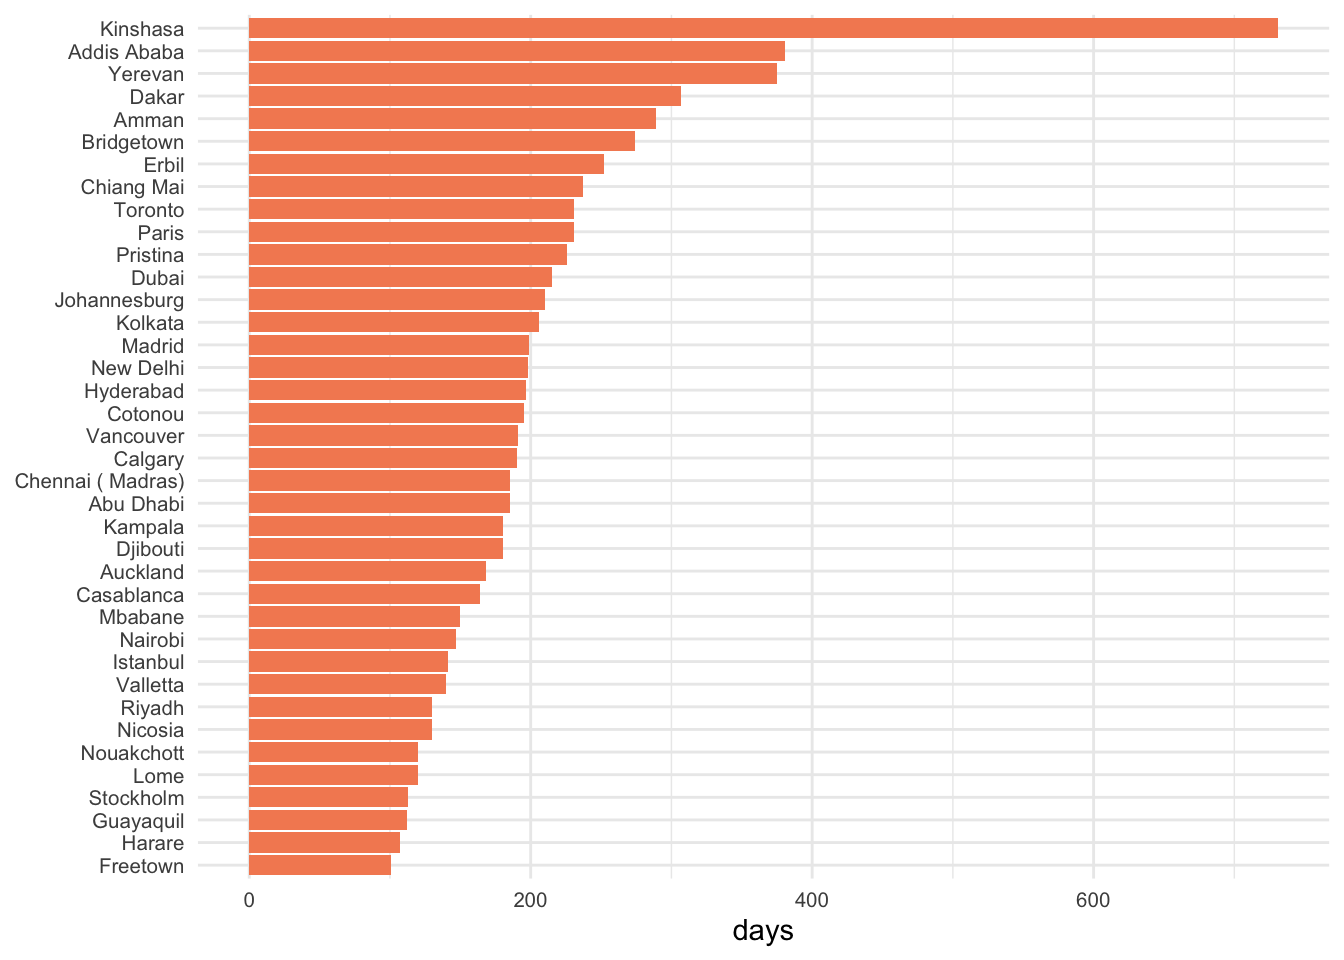 Kinshasa
Addis Ababa
Yerevan
Dakar
Amman
Bridgetown
Erbil
Chiang Mai
Toronto
Paris
Pristina
Dubai
Johannesburg
Kolkata
Madrid
New Delhi
Hyderabad
Cotonou
Vancouver
Calgary
Chennai ( Madras)
Abu Dhabi
Kampala
Djibouti
Auckland
Casablanca
Mbabane
Nairobi
Istanbul
Valletta
Riyadh
Nicosia
Nouakchott
Lome
Stockholm
Guayaquil
Harare
Freetown
0 200 400 600
days